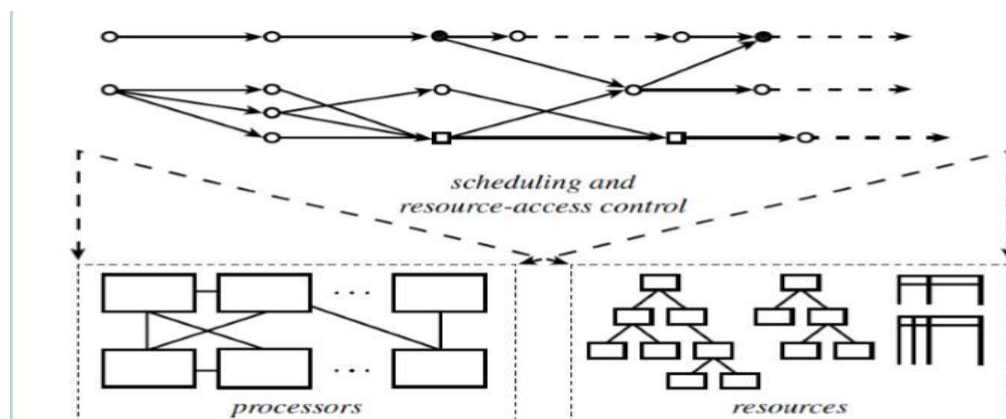 scheduling and
resource-access control
processors
resources